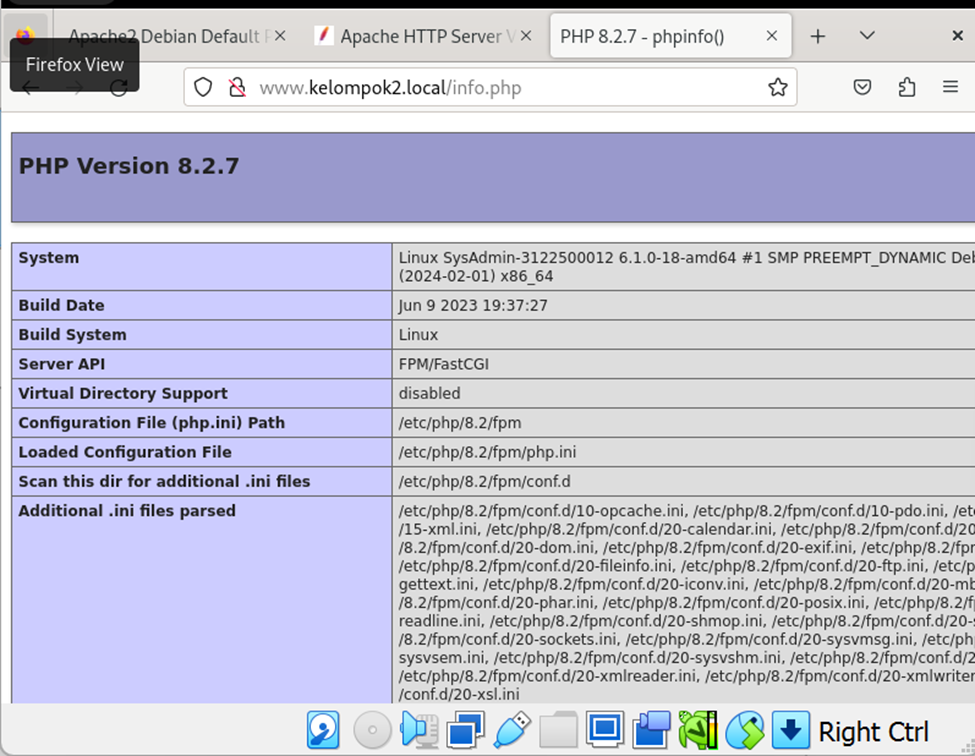 Apache2 Debian Default P
Apache HTTP Server V
PHP 8.2.7 - phpinfo()
Firefox View
www.kelompok2.local/info.php
PHP Version 8.2.7
System
Linux SysAdmin-3122500012 6.1.0-18-amd64 #1 SMP PREEMPT_DYNAMIC Deb
(2024-02-01) x86_64
Build Date
Jun 9 2023 19:37:27
Build System
Linux
Server API
FPM/FastCGI
Virtual Directory Support
disabled
Configuration File (php.ini) Path
/etc/php/8.2/fpm
Loaded Configuration File
/etc/php/8.2/fpm/php.ini
Scan this dir for additional .ini files
/etc/php/8.2/fpm/conf.d
Additional .ini files parsed
/etc/php/8.2/fpm/conf.d/10-opcache.ini, /etc/php/8.2/fpm/conf.d/10-pdo.ini, /etc
/15-xml.ini, /etc/php/8.2/fpm/conf.d/20-calendar.ini, /etc/php/8.2/fpm/conf.d/20
/8.2/fpm/conf.d/20-dom.ini, /etc/php/8.2/fpm/conf.d/20-exif.ini, /etc/php/8.2/fpm
/etc/php/8.2/fpm/conf.d/20-fileinfo.ini, /etc/php/8.2/fpm/conf.d/20-ftp.ini, /etc/p
gettext.ini, /etc/php/8.2/fpm/conf.d/20-iconv.ini, /etc/php/8.2/fpm/conf.d/20-mb
/8.2/fpm/conf.d/20-phar.ini, /etc/php/8.2/fpm/conf.d/20-posix.ini, /etc/php/8.2/fpm/conf.d
readline.ini, /etc/php/8.2/fpm/conf.d/20-shmop.ini, /etc/php/8.2/fpm/conf.d/20-s
/8.2/fpm/conf.d/20-sockets.ini, /etc/php/8.2/fpm/conf.d/20-sysvmsg.ini, /etc/php
sysvsem.ini, /etc/php/8.2/fpm/conf.d/20-sysvshm.ini, /etc/php/8.2/fpm/conf.d/2
/etc/php/8.2/fpm/conf.d/20-xmlreader.ini, /etc/php/8.2/fpm/conf.d/20-xmlwriter
/conf.d/20-xsl.ini
Right Ctrl